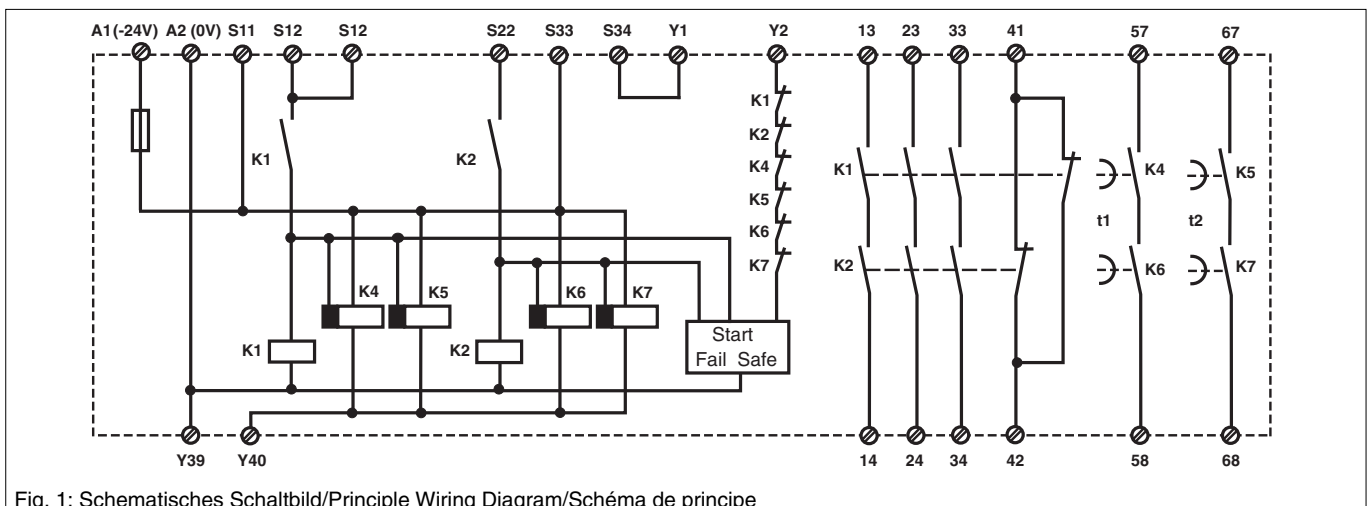 A1(-24V) A2 (0V) S11 S12 S12 S22 S33 S34 Y1 Y2 13 23 33 41 57 67
K1
K2
K1 K2 K4 K1 K4 K5
K5 t1 t2
K6
K7 K2 K6 K7
K4 K5 K6 K7
Start
K1 K2 Fail Safe
Y39 Y40 14 24 34 42 58 68
Fig. 1: Schematisches Schaltbild/Principle Wiring Diagram/Schéma de principe